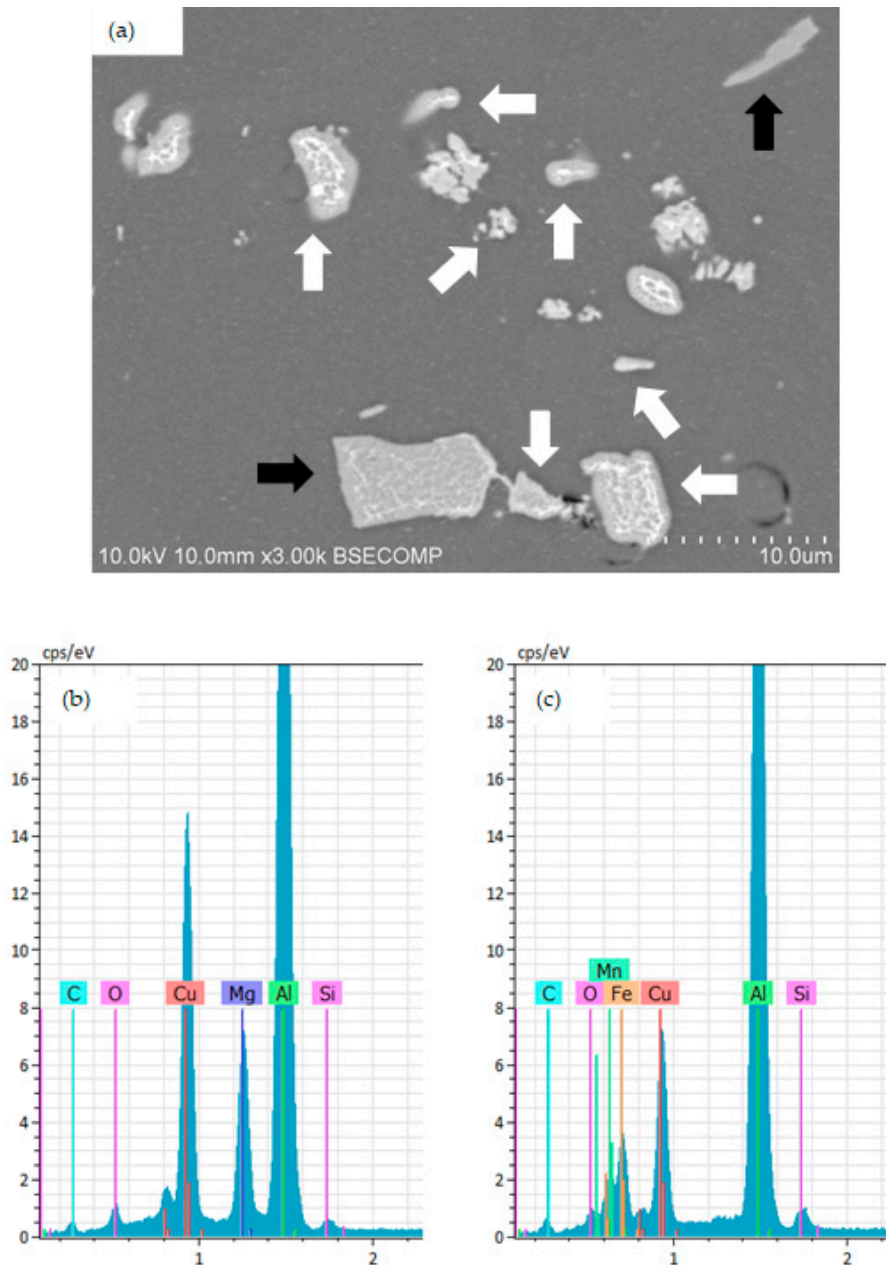 (a)
10.0kV 10.0mm x3.00k BSECOMP 10.0um
cps/eV cps/eV
20 20
(b) (c)
18 18
16 16
14 14
12 12
10 10
Mn
C O Cu Mg Al Si C O Fe Cu Al Si
8 8
6 6
4 4
2 2
0 0
1 2 1 2